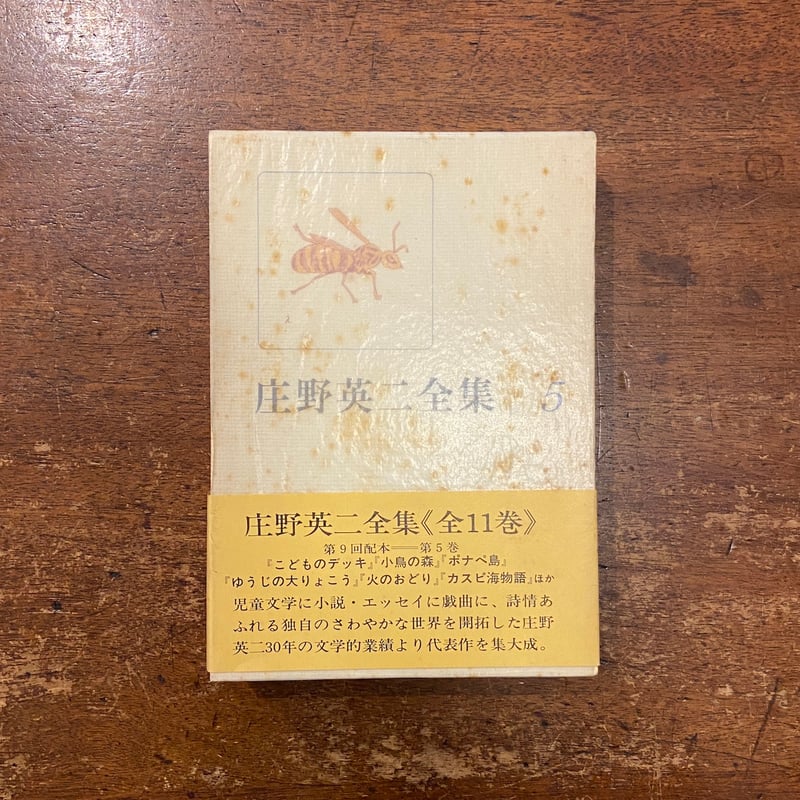 庄野英二全集 5
庄野英二全集《全11巻》
第9回配本──第5巻
『こどものデッキ』『小鳥の森』『ポナペ島』
『ゆうじの大りょこう』『火のおどり』『カスピ海物語』ほか
児童文学に小説・エッセイに戯曲に、詩情あ
ふれる独自のさわやかな世界を開拓した庄野
英二30年の文学的業績より代表作を集大成。